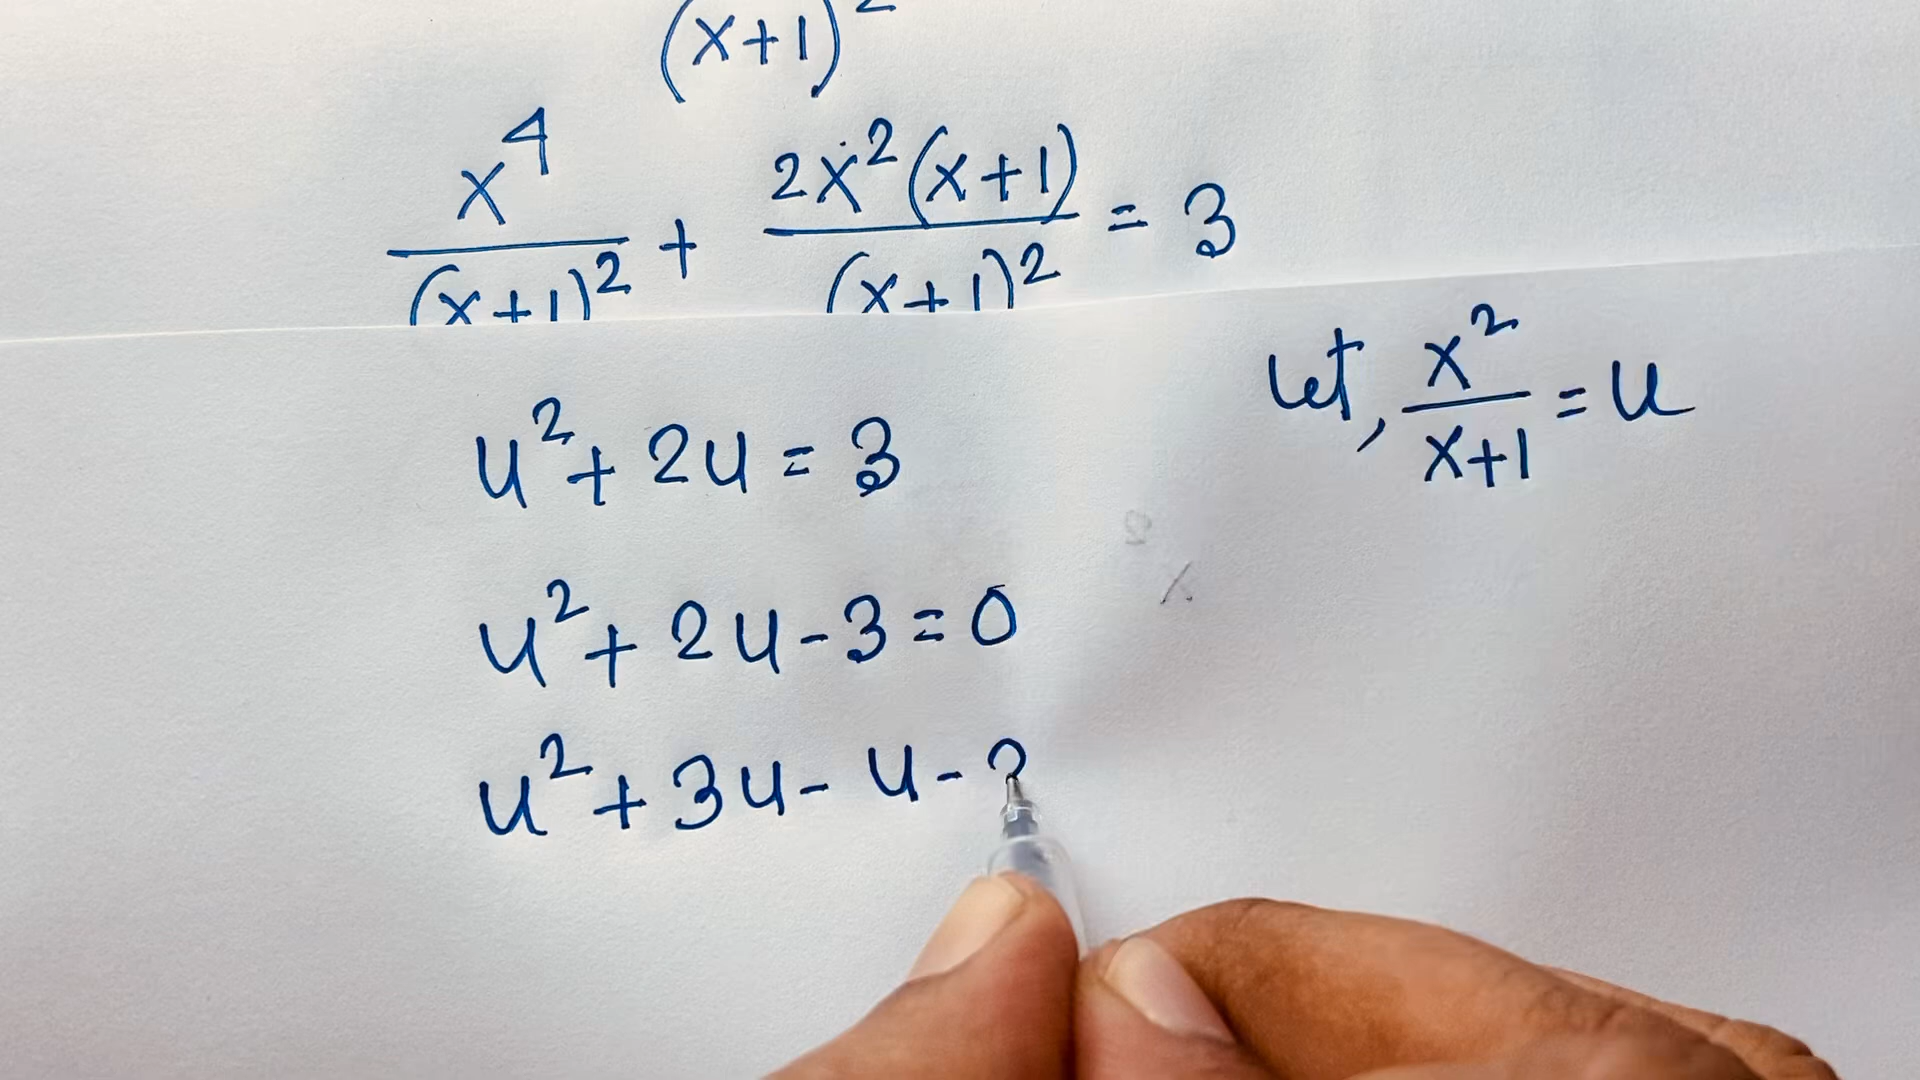 (x+1)²
x⁴/(x+1)² + 2x²(x+1)/(x+1)² = 3
let, x²/x+1 = u
u² + 2u = 3
u² + 2u - 3 = 0
u² + 3u - u - 3